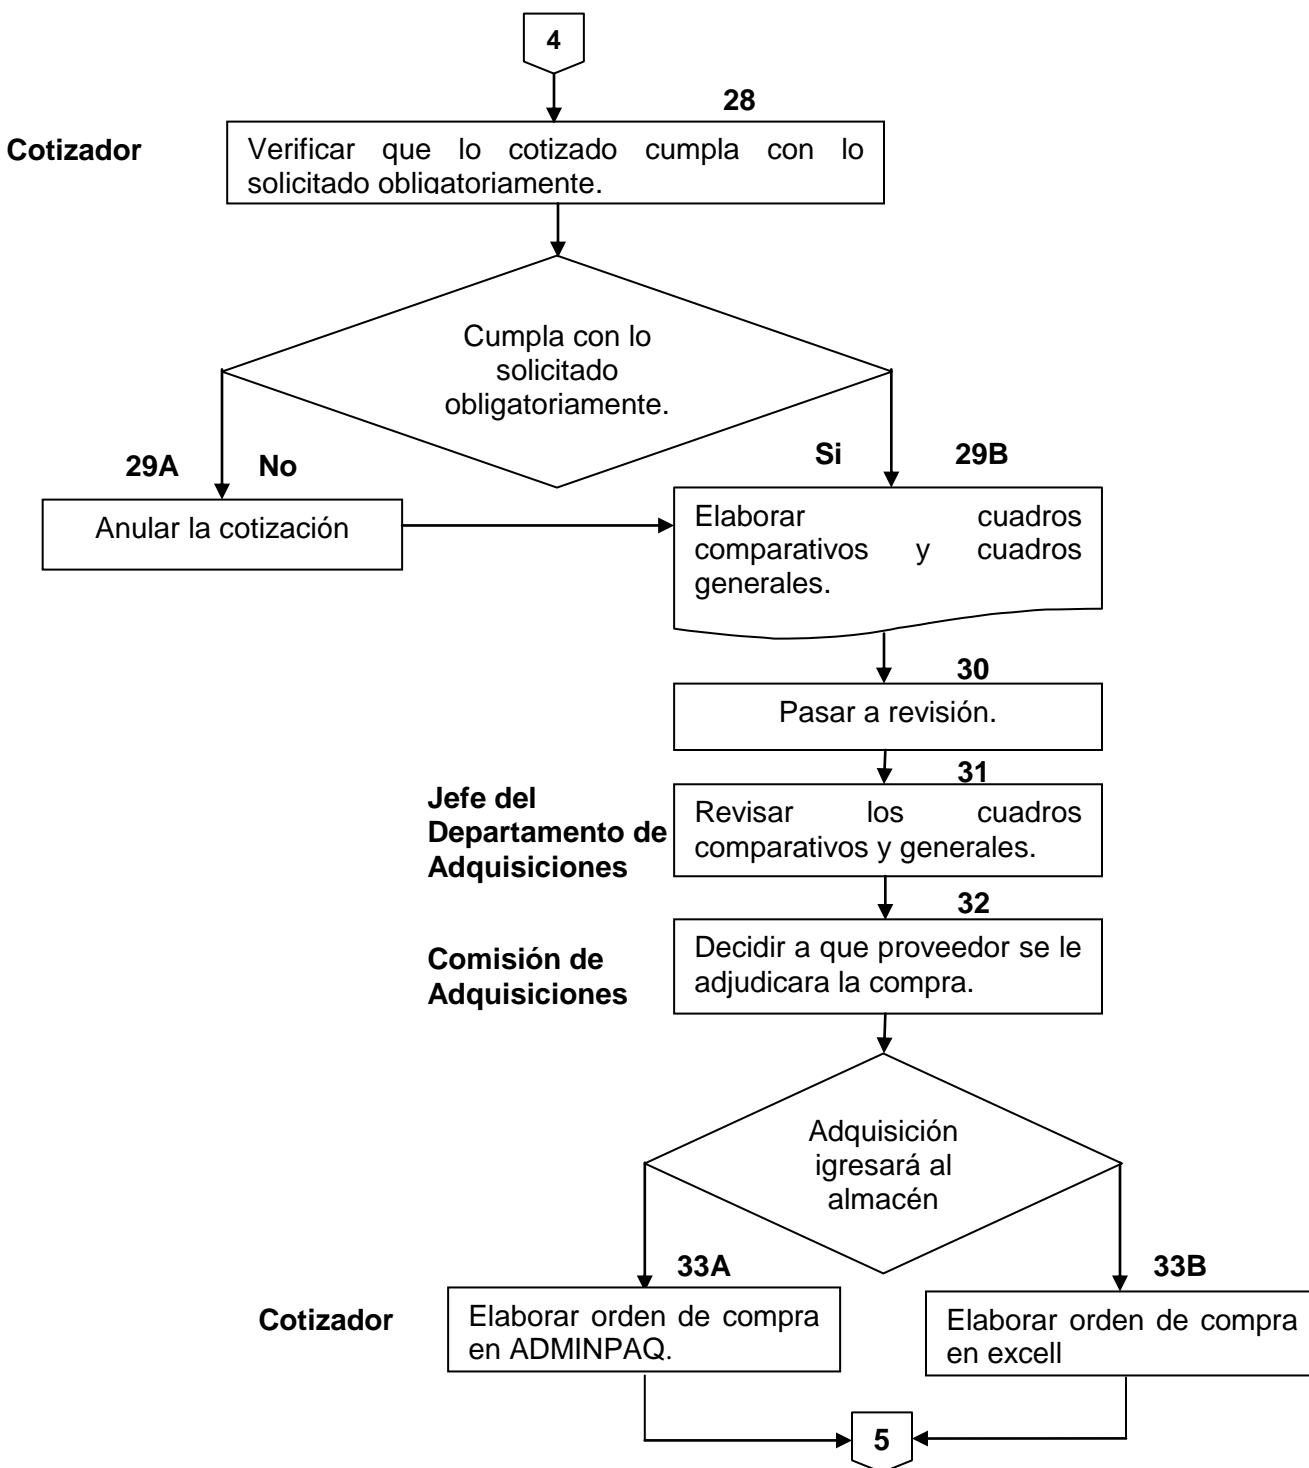 4
28
Cotizador
Verificar que lo cotizado cumpla con lo
solicitado obligatoriamente.
Cumpla con lo
solicitado
obligatoriamente.
29A No
Si 29B
Anular la cotización
Elaborar cuadros
comparativos y cuadros
generales.
30
Pasar a revisión.
31
Jefe del
Departamento de
Adquisiciones
Revisar los cuadros
comparativos y generales.
32
Comisión de
Adquisiciones
Decidir a que proveedor se le
adjudicara la compra.
Adquisición
igresará al
almacén
33A
33B
Cotizador
Elaborar orden de compra
en ADMINPAQ.
Elaborar orden de compra
en excell
5